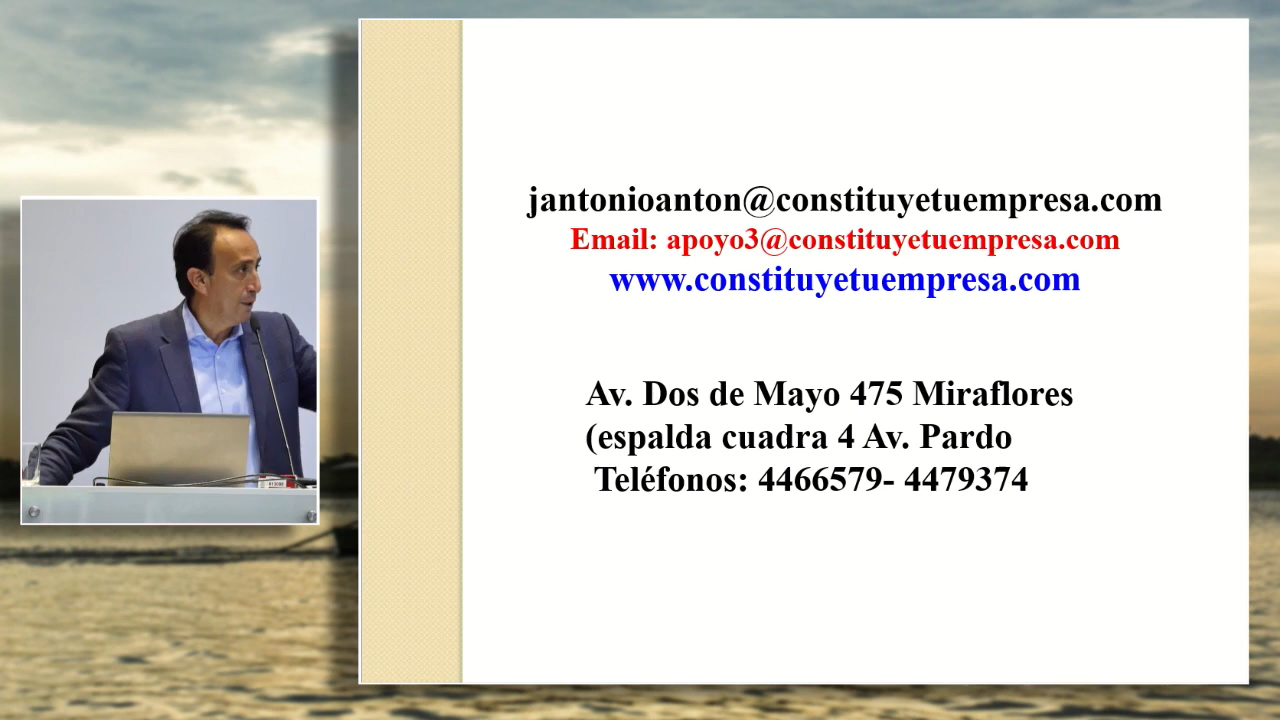 jantonioanton@constituyetuempresa.com
Email: apoyo3@constituyetuempresa.com
www.constituyetuempresa.com
Av. Dos de Mayo 475 Miraflores
(espalda cuadra 4 Av. Pardo
Teléfonos: 4466579- 4479374